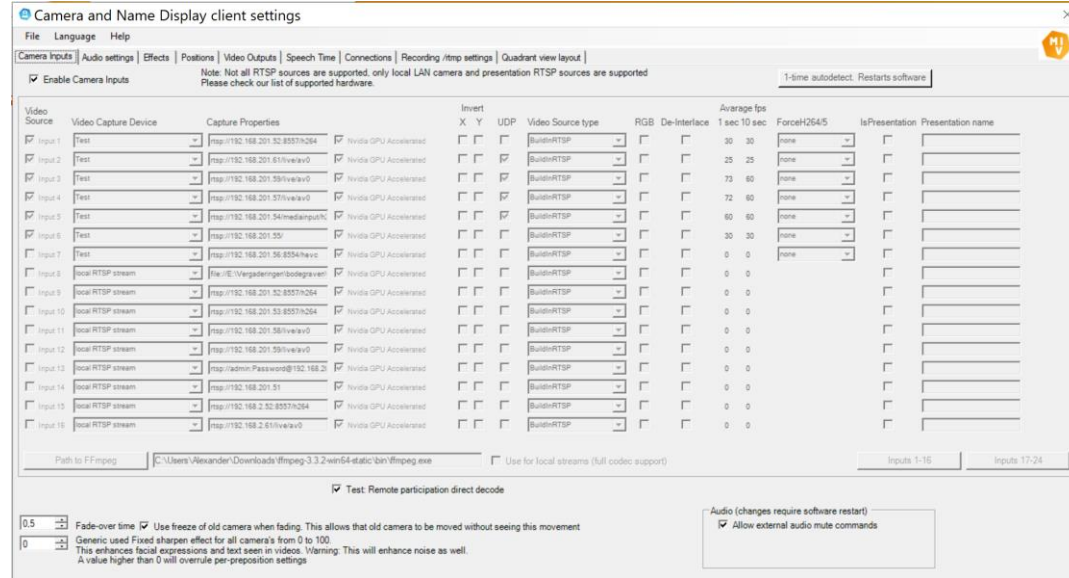 Camera and Name Display client settings
File Language Help
Camera Inputs Audio settings Effects Positions Video Outputs Speech Time Connections Recording /rtmp settings Quadrant view layout
MIV
Enable Camera Inputs
Note: Not all RTSP sources are supported, only local LAN camera and presentation RTSP sources are supported
Please check our list of supported hardware.
1-time autodetect. Restarts software
Video Invert Avarage fps
Source Video Capture Device Capture Properties X Y UDP Video Source type RGB De-Interlace 1 sec 10 sec ForceH264/5 IsPresentation Presentation name
Input 1 Test rtsp://192.168.201.52:8557/h264 Nvidia GPU Accelerated BuildInRTSP 30 30 none
Input 2 Test rtsp://192.168.201.61/live/av0 Nvidia GPU Accelerated BuildInRTSP 25 25 none
Input 3 Test rtsp://192.168.201.59/live/av0 Nvidia GPU Accelerated BuildInRTSP 73 60 none
Input 4 Test rtsp://192.168.201.57/live/av0 Nvidia GPU Accelerated BuildInRTSP 72 60 none
Input 5 Test rtsp://192.168.201.54/mediainput/h2 Nvidia GPU Accelerated BuildInRTSP 60 60 none
Input 6 Test rtsp://192.168.201.55/ Nvidia GPU Accelerated BuildInRTSP 30 30 none
Input 7 Test rtsp://192.168.201.56:8554/hevc Nvidia GPU Accelerated BuildInRTSP 0 0 none
Input 8 local RTSP stream file://E:\Vergaderingen\bodegraven\ Nvidia GPU Accelerated BuildInRTSP 0 0
Input 9 local RTSP stream rtsp://192.168.201.52:8557/h264 Nvidia GPU Accelerated BuildInRTSP 0 0
Input 10 local RTSP stream rtsp://192.168.201.53:8557/h264 Nvidia GPU Accelerated BuildInRTSP 0 0
Input 11 local RTSP stream rtsp://192.168.201.58/live/av0 Nvidia GPU Accelerated BuildInRTSP 0 0
Input 12 local RTSP stream rtsp://192.168.201.59/live/av0 Nvidia GPU Accelerated BuildInRTSP 0 0
Input 13 local RTSP stream rtsp://admin:Password@192.168.20 Nvidia GPU Accelerated BuildInRTSP 0 0
Input 14 local RTSP stream rtsp://192.168.201.51 Nvidia GPU Accelerated BuildInRTSP 0 0
Input 15 local RTSP stream rtsp://192.168.2.52:8557/h264 Nvidia GPU Accelerated BuildInRTSP 0 0
Input 16 local RTSP stream rtsp://192.168.2.61/live/av0 Nvidia GPU Accelerated BuildInRTSP 0 0
Path to FFmpeg C:\Users\Alexander\Downloads\ffmpeg-3.3.2-win64-static\bin\ffmpeg.exe Use for local streams (full codec support) Inputs 1-16 Inputs 17-24
Test: Remote participation direct decode
Audio (changes require software restart)
Allow external audio mute commands
0,5 Fade-over time Use freeze of old camera when fading. This allows that old camera to be moved without seeing this movement
0 Generic used Fixed sharpen effect for all camera's from 0 to 100.
This enhances facial expressions and text seen in videos. Warning: This will enhance noise as well.
A value higher than 0 will overrule per-preposition settings